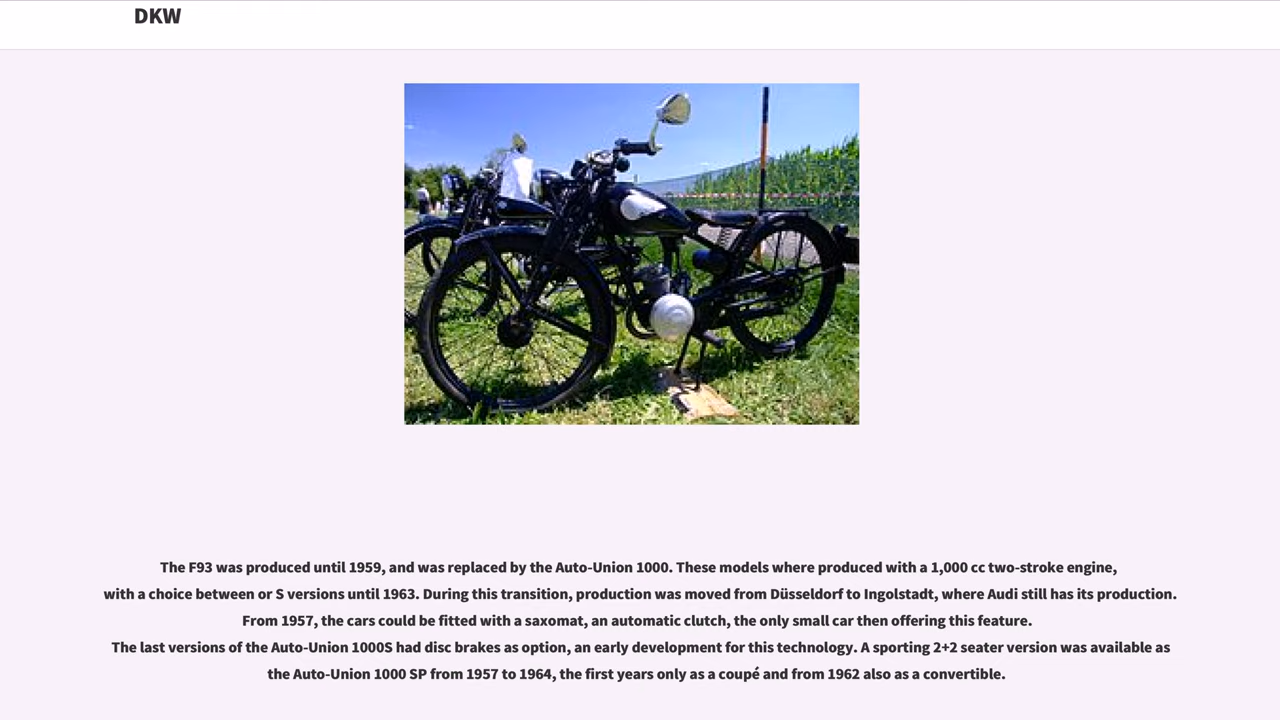 DKW
The F93 was produced until 1959, and was replaced by the Auto-Union 1000. These models where produced with a 1,000 cc two-stroke engine,
with a choice between or S versions until 1963. During this transition, production was moved from Düsseldorf to Ingolstadt, where Audi still has its production.
From 1957, the cars could be fitted with a saxomat, an automatic clutch, the only small car then offering this feature.
The last versions of the Auto-Union 1000S had disc brakes as option, an early development for this technology. A sporting 2+2 seater version was available as
the Auto-Union 1000 SP from 1957 to 1964, the first years only as a coupé and from 1962 also as a convertible.